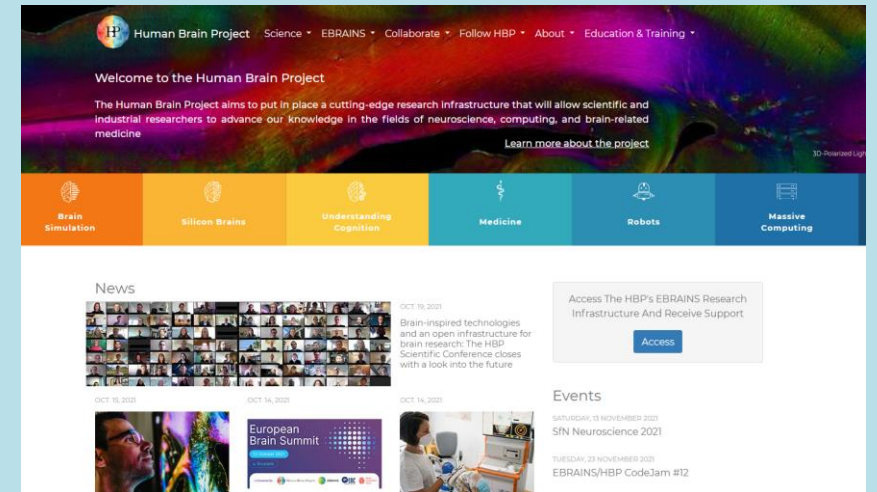 HP Human Brain Project Science EBRAINS Collaborate Follow HBP About Education & Training
Welcome to the Human Brain Project
The Human Brain Project aims to put in place a cutting-edge research infrastructure that will allow scientific and
industrial researchers to advance our knowledge in the fields of neuroscience, computing, and brain-related
medicine
Learn more about the project
3D-Polarized Ligh
Brain
Simulation
Silicon Brains
Understanding
Cognition
Medicine
Robots
Massive
Computing
News
OCT 19, 2021
Brain-inspired technologies
and an open infrastructure for
brain research: The HBP
Scientific Conference closes
with a look into the future
Access The HBP's EBRAINS Research
Infrastructure And Receive Support
Access
OCT. 15, 2021
OCT. 14, 2021
OCT. 14, 2021
European
Brain Summit
Events
SATURDAY, 13 NOVEMBER 2021
SfN Neuroscience 2021
TUESDAY, 23 NOVEMBER 2021
EBRAINS/HBP CodeJam #12